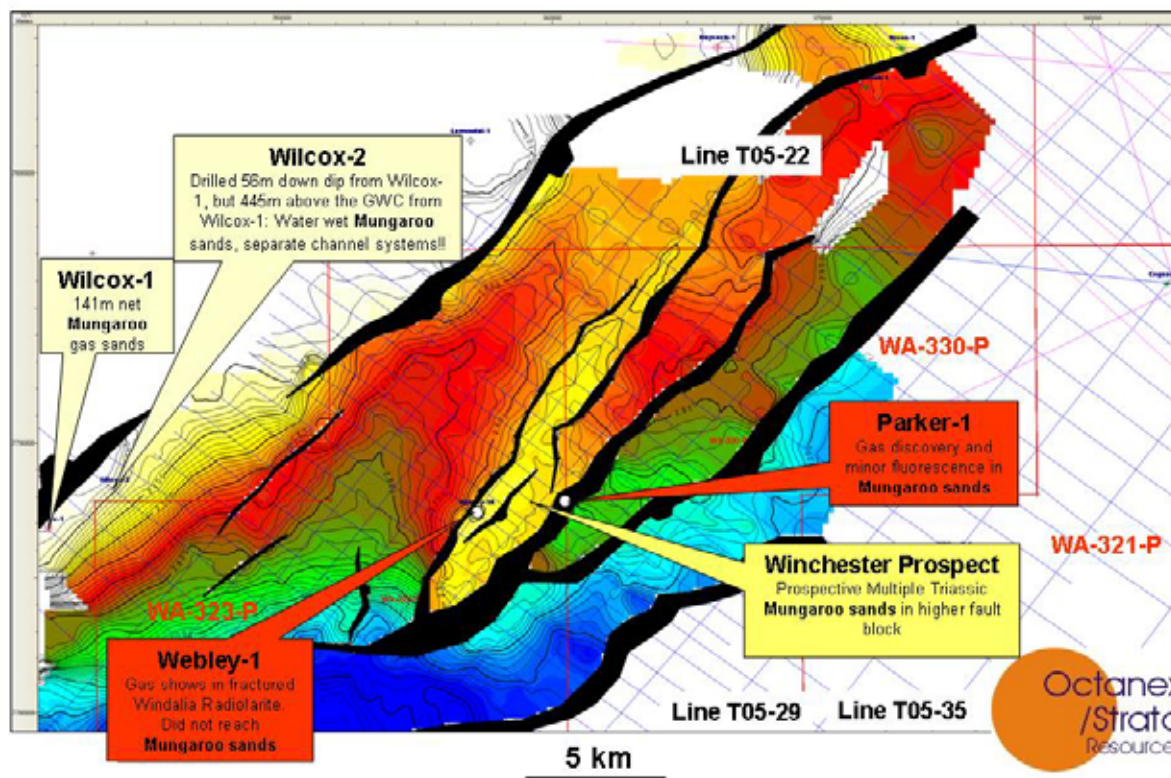 Line T05-22
Wilcox-2
Drilled 56m down dip from Wilcox-
1, but 445m above the GWC from
Wilcox-1: Water wet Mungaroo
sands, separate channel systems!!
Wilcox-1
141m net
Mungaroo
gas sands
WA-330-P
Parker-1
Gas discovery and
minor fluorescence in
Mungaroo sands
WA-321-P
Winchester Prospect
Prospective Multiple Triassic
Mungaroo sands in higher fault
block
WA-323-P
Webley-1
Gas shows in fractured
Windalia Radiolarite.
Did not reach
Mungaroo sands
Line T05-29
Line T05-35
Octanex
/Strata
Resource
5 km